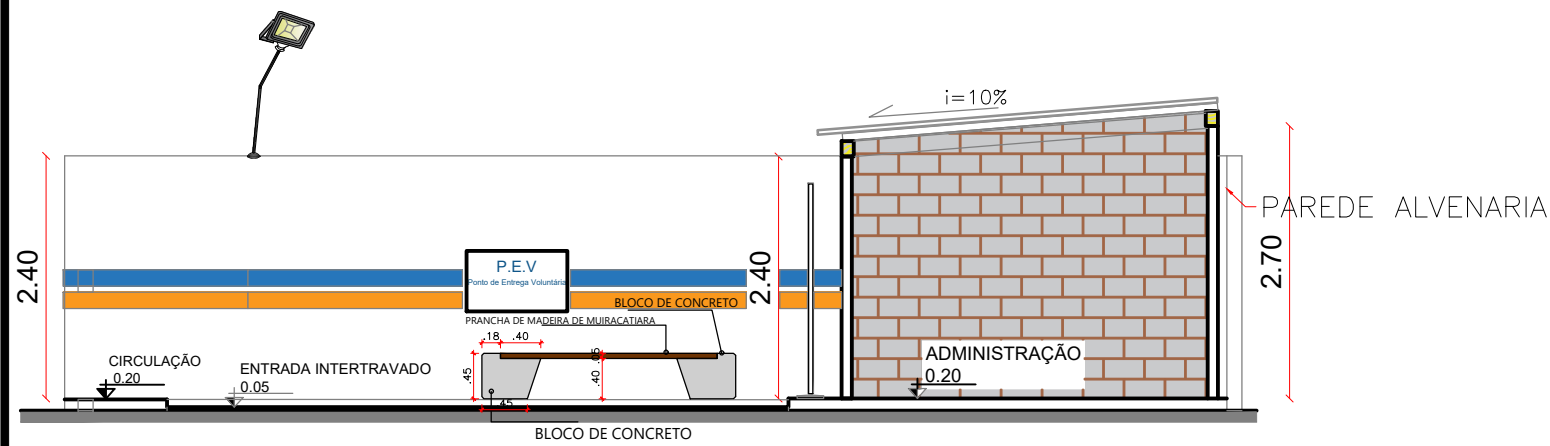 i=10%
PAREDE ALVENARIA
2.40
2.40
2.70
P.E.V
Ponto de Entrega Voluntária
BLOCO DE CONCRETO
PRANCHA DE MADEIRA DE MUIRACATIARA
.18
.40
CIRCULAÇÃO
0.20
ENTRADA INTERTRAVADO
0.05
.45
.05
.40
.45
ADMINISTRAÇÃO
0.20
BLOCO DE CONCRETO